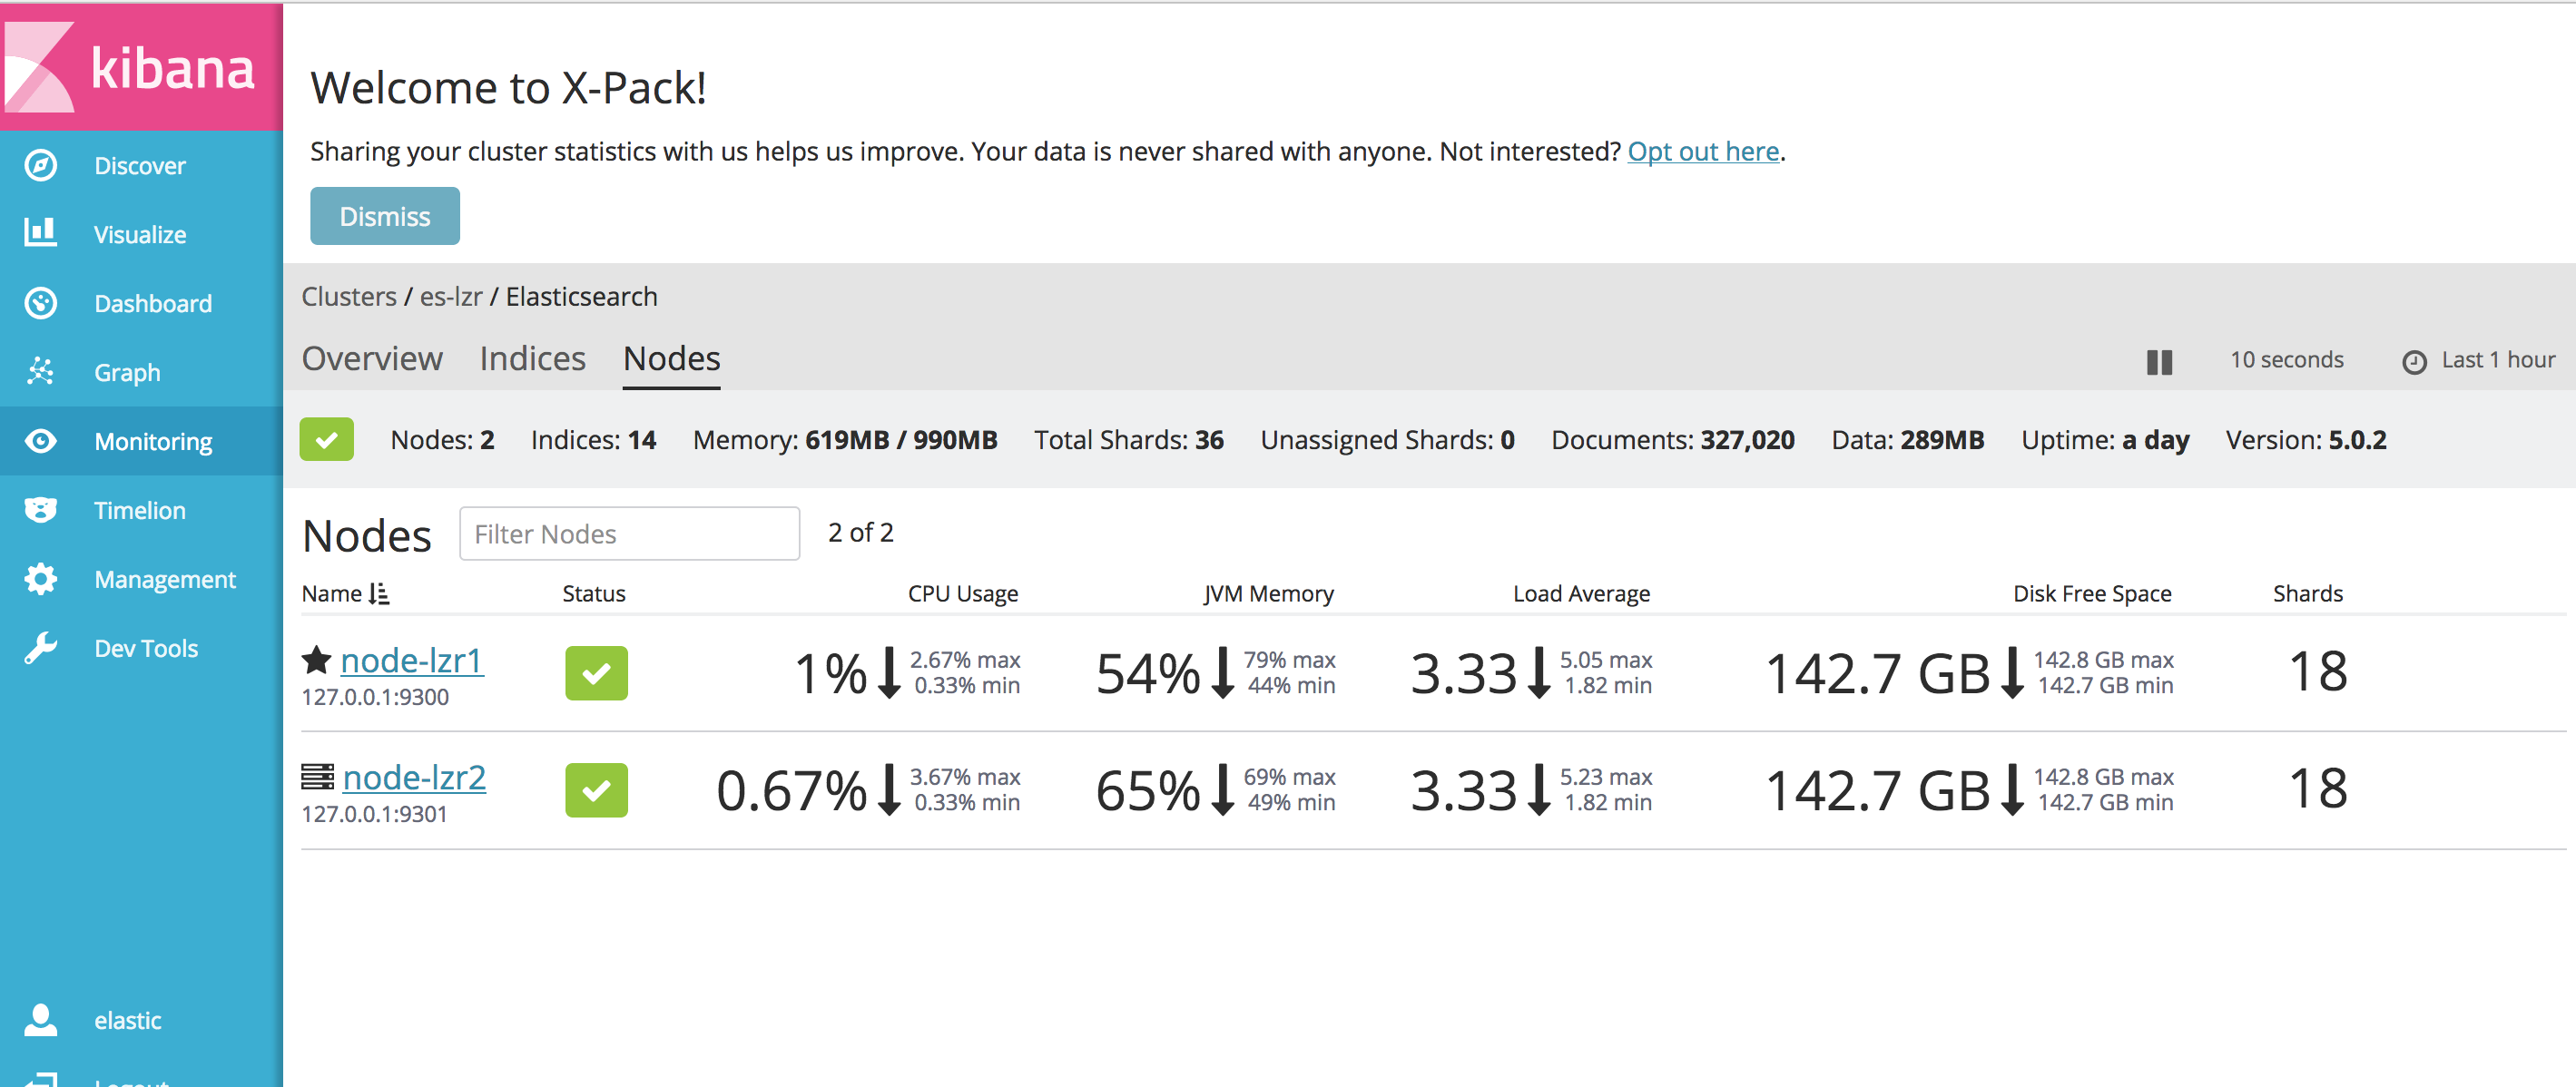 kibana
Discover
Visualize
Dashboard
Graph
Monitoring
Timelion
Management
Dev Tools
elastic
Logout
Welcome to X-Pack!
Sharing your cluster statistics with us helps us improve. Your data is never shared with anyone. Not interested? Opt out here.
Dismiss
Clusters / es-lzr / Elasticsearch
Overview Indices Nodes 10 seconds Last 1 hour
Nodes: 2 Indices: 14 Memory: 619MB / 990MB Total Shards: 36 Unassigned Shards: 0 Documents: 327,020 Data: 289MB Uptime: a day Version: 5.0.2
Nodes Filter Nodes 2 of 2
Name Status CPU Usage JVM Memory Load Average Disk Free Space Shards
node-lzr1 1% 2.67% max 54% 79% max 3.33 5.05 max 142.7 GB 142.8 GB max 18
127.0.0.1:9300 0.33% min 44% min 1.82 min 142.7 GB min
node-lzr2 0.67% 3.67% max 65% 69% max 3.33 5.23 max 142.7 GB 142.8 GB max 18
127.0.0.1:9301 0.33% min 49% min 1.82 min 142.7 GB min